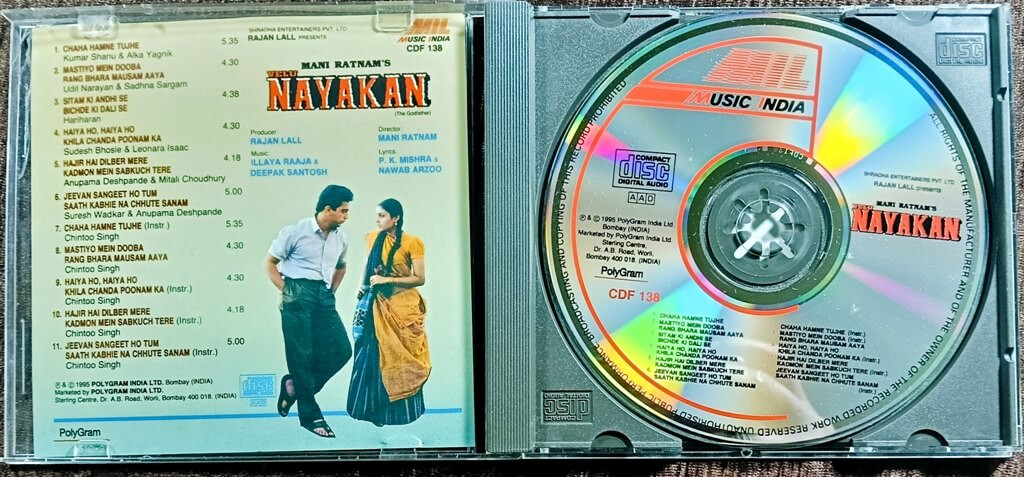 SHRADHA ENTERTAINERS PVT. LTD
RAJAN LALL PRESENTS
MIL
MUSIC INDIA
CDF 138
MANI RATNAM'S
VELU
NAYAKAN
(The Godfather)
Producer
RAJAN LALL
Director
MANI RATNAM
Music:
ILLAYA RAAJA &
DEEPAK SANTOSH
Lyrics
P. K. MISHRA &
NAWAB ARZOO
1. CHAHA HAMNE TUJHE 5.35
Kumar Shanu & Alka Yagnik
2. MASTIYO MEIN DOOBA 4.30
RANG BHARA MAUSAM AAYA
Udit Narayan & Sadhna Sargam
3. SITAM KI ANDHI SE 4.38
BICHDE KI DALI SE
Hariharan
4. HAIYA HO, HAIYA HO 4.30
KHILA CHANDA POONAM KA
Sudesh Bhosle & Leonara Isaac
5. HAJIR HAI DILBER MERE 4.18
KADMON MEIN SABKUCH TERE
Anupama Deshpande & Mitali Choudhury
6. JEEVAN SANGEET HO TUM 5.00
SAATH KABHIE NA CHHUTE SANAM
Suresh Wadkar & Anupama Deshpande
7. CHAHA HAMNE TUJHE (Instr.) 5.35
Chintoo Singh
8. MASTIYO MEIN DOOBA 4.30
RANG BHARA MAUSAM AAYA
Chintoo Singh
9. HAIYA HO, HAIYA HO 4.30
KHILA CHANDA POONAM KA (Instr.)
Chintoo Singh
10. HAJIR HAI DILBER MERE 4.18
KADMON MEIN SABKUCH TERE (Instr.)
Chintoo Singh
11. JEEVAN SANGEET HO TUM 5.00
SAATH KABHIE NA CHHUTE SANAM (Instr.)
Chintoo Singh
℗ & © 1995 POLYGRAM INDIA LTD. Bombay (INDIA)
Marketed by POLYGRAM INDIA LTD.
Sterling Centre, Dr. A.B. Road, Worli, Bombay 400 018. (INDIA)
PolyGram
disc
MIL
MUSIC INDIA
COMPACT
disc
DIGITAL AUDIO
AAD
℗ & © 1995 PolyGram India Ltd.
Bombay (INDIA)
Marketed by PolyGram India Ltd.
Sterling Centre,
Dr. A.B. Road, Worli,
Bombay 400 018. (INDIA)
PolyGram
CDF 138
SHRADHA ENTERTAINERS PVT. LTD
RAJAN LALL PRESENTS
MANI RATNAM'S
VELU
NAYAKAN
CHAHA HAMNE TUJHE
MASTIYO MEIN DOOBA
RANG BHARA MAUSAM AAYA
SITAM KI ANDHI SE
BICHDE KI DALI SE
HAIYA HO, HAIYA HO
KHILA CHANDA POONAM KA
HAJIR HAI DILBER MERE
KADMON MEIN SABKUCH TERE
JEEVAN SANGEET HO TUM
SAATH KABHIE NA CHHUTE SANAM
CHAHA HAMNE TUJHE (Instr.)
MASTIYO MEIN DOOBA (Instr.)
RANG BHARA MAUSAM AAYA
HAIYA HO, HAIYA HO (Instr.)
KHILA CHANDA POONAM KA (Instr.)
HAJIR HAI DILBER MERE
KADMON MEIN SABKUCH TERE (Instr.)
JEEVAN SANGEET HO TUM
SAATH KABHIE NA CHHUTE SANAM
(Instr.)
ALL RIGHTS OF THE MANUFACTURER AND OF THE OWNER OF THE RECORDED WORK RESERVED UNAUTHORISED PUBLIC PERFORMANCE BROADCASTING AND COPYING OF THIS RECORD PROHIBITED
COMPACT
disc
DIGITAL AUDIO
COMPACT
disc
DIGITAL AUDIO